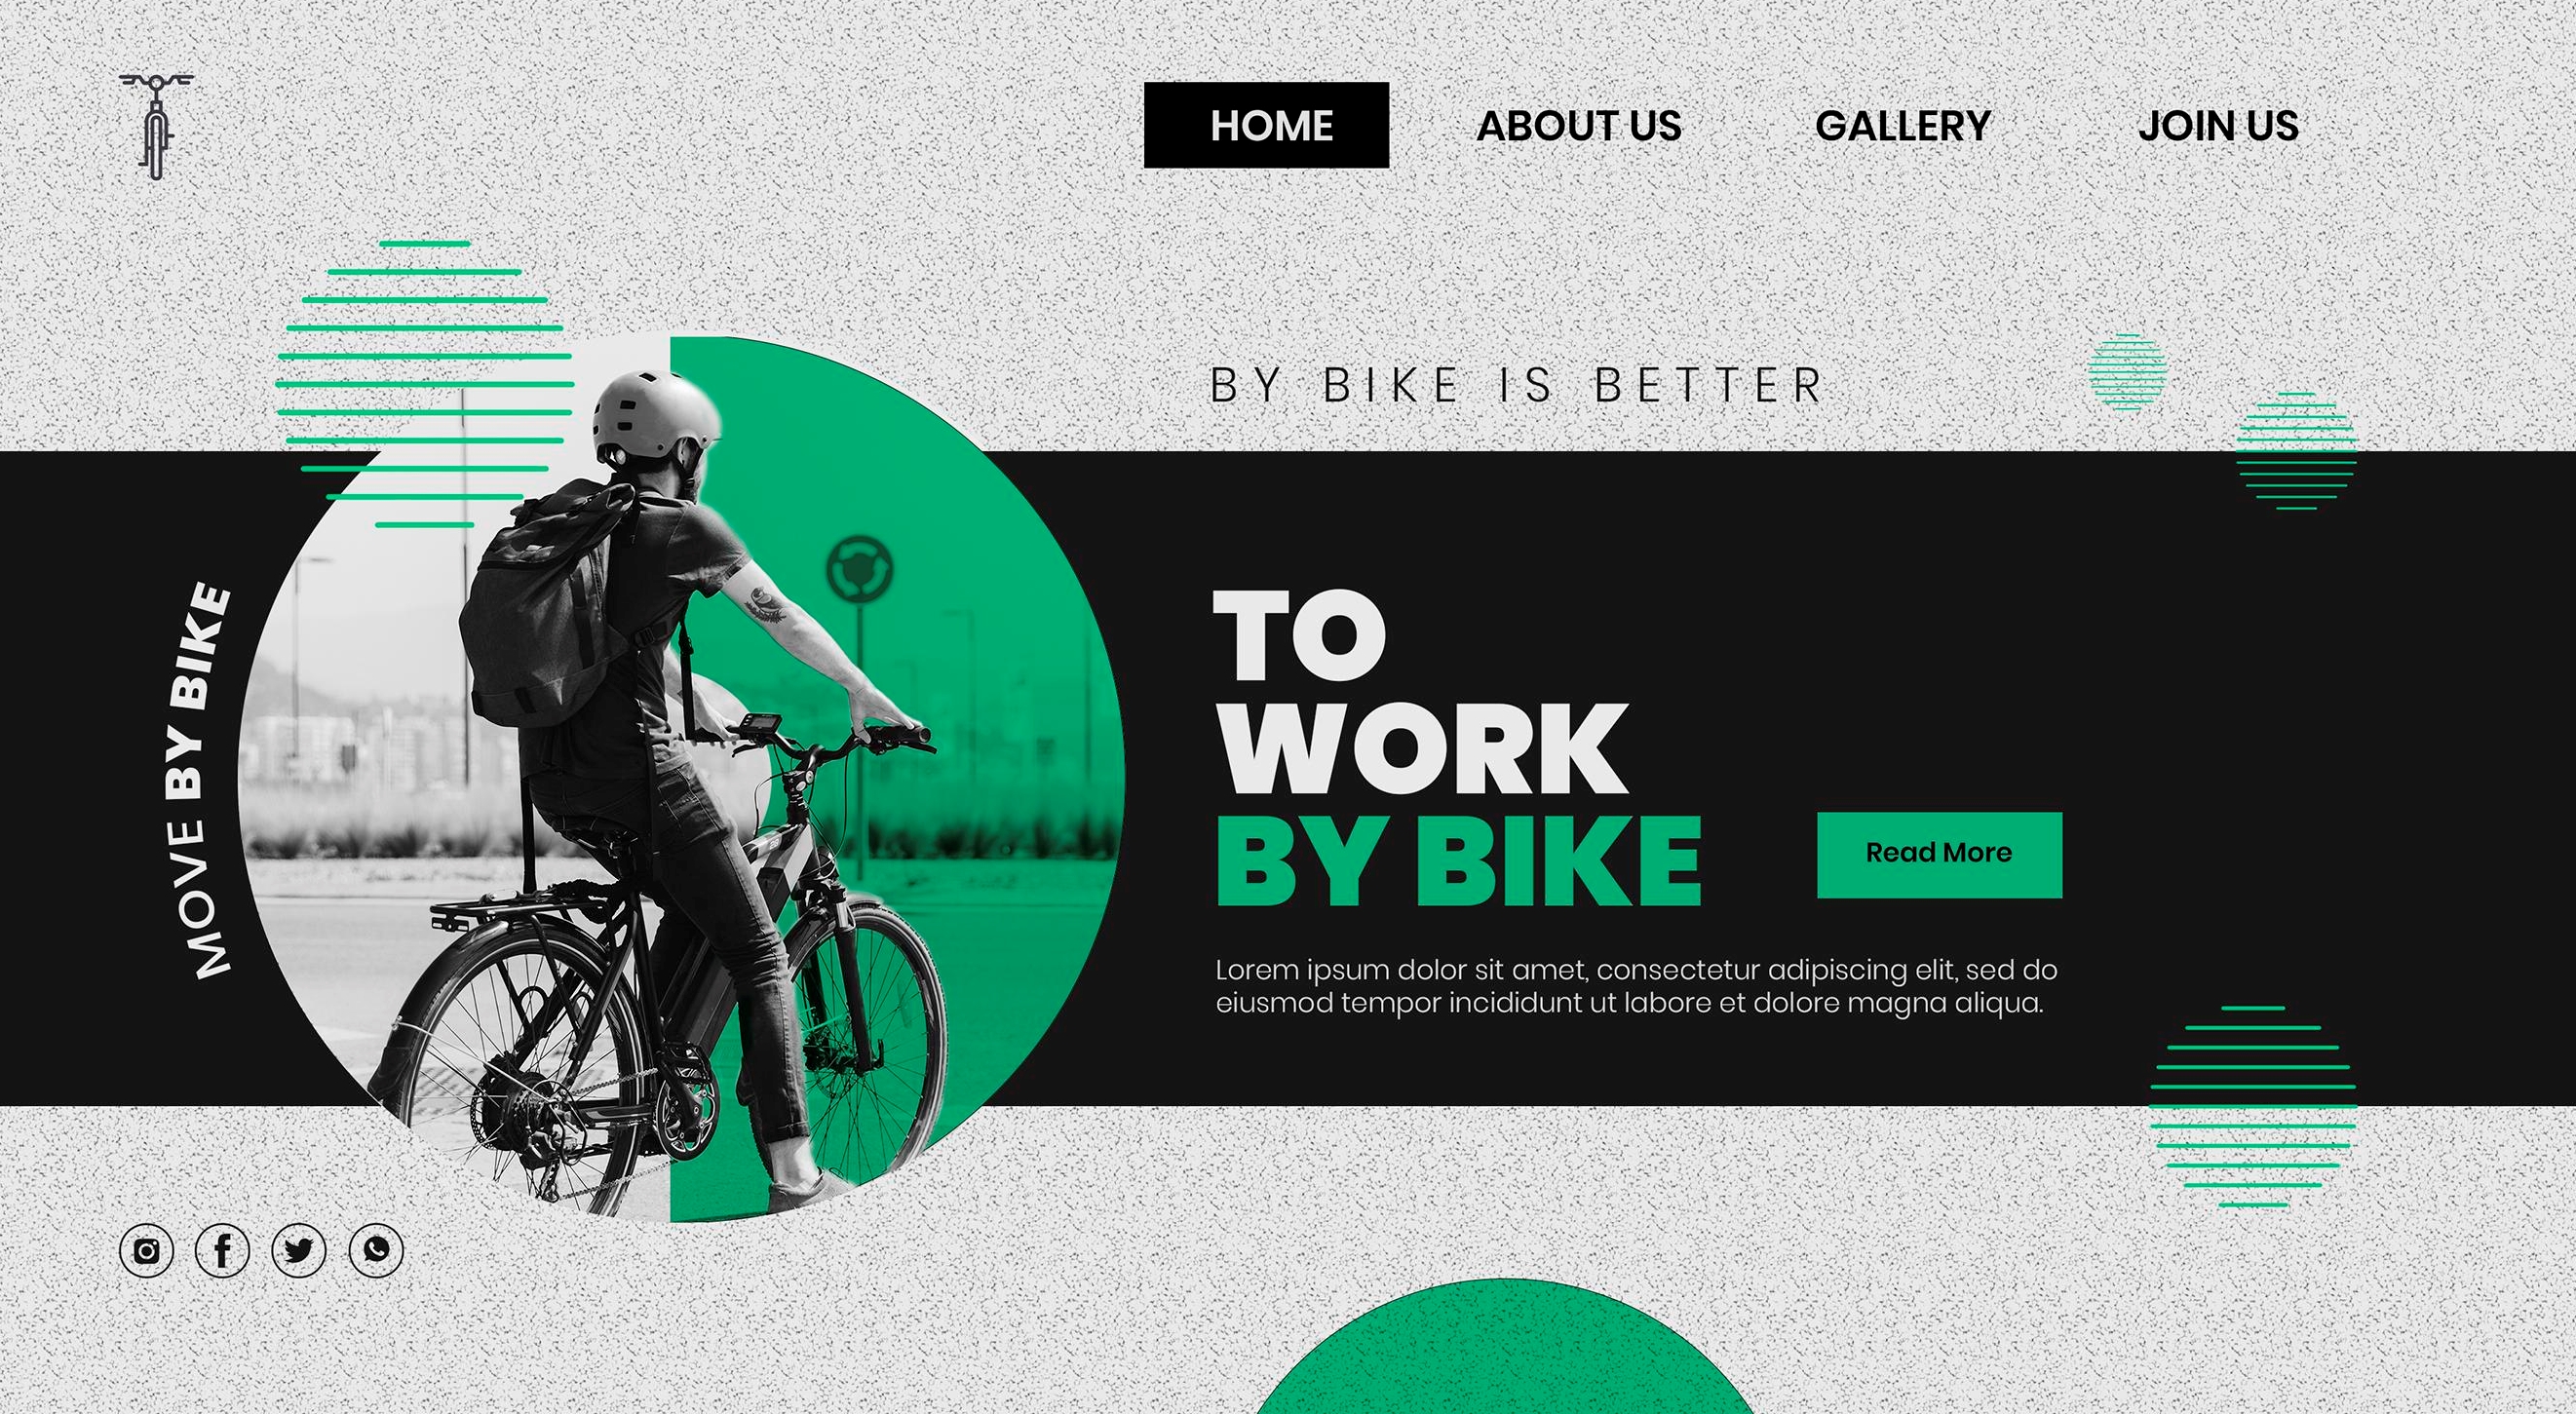 HOME
ABOUT US
GALLERY
JOIN US
BY BIKE IS BETTER
MOVE BY BIKE
TO
WORK
BY BIKE
Read More
Lorem ipsum dolor sit amet, consectetur adipiscing elit, sed do
eiusmod tempor incididunt ut labore et dolore magna aliqua.